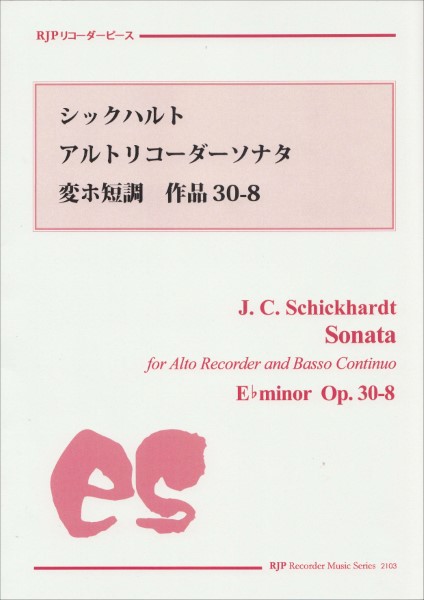 RJPリコーダーピース
シックハルト
アルトリコーダーソナタ
変ホ短調　作品30-8
J. C. Schickhardt
Sonata
for Alto Recorder and Basso Continuo
E♭minor Op. 30-8
es
RJP Recorder Music Series 2103